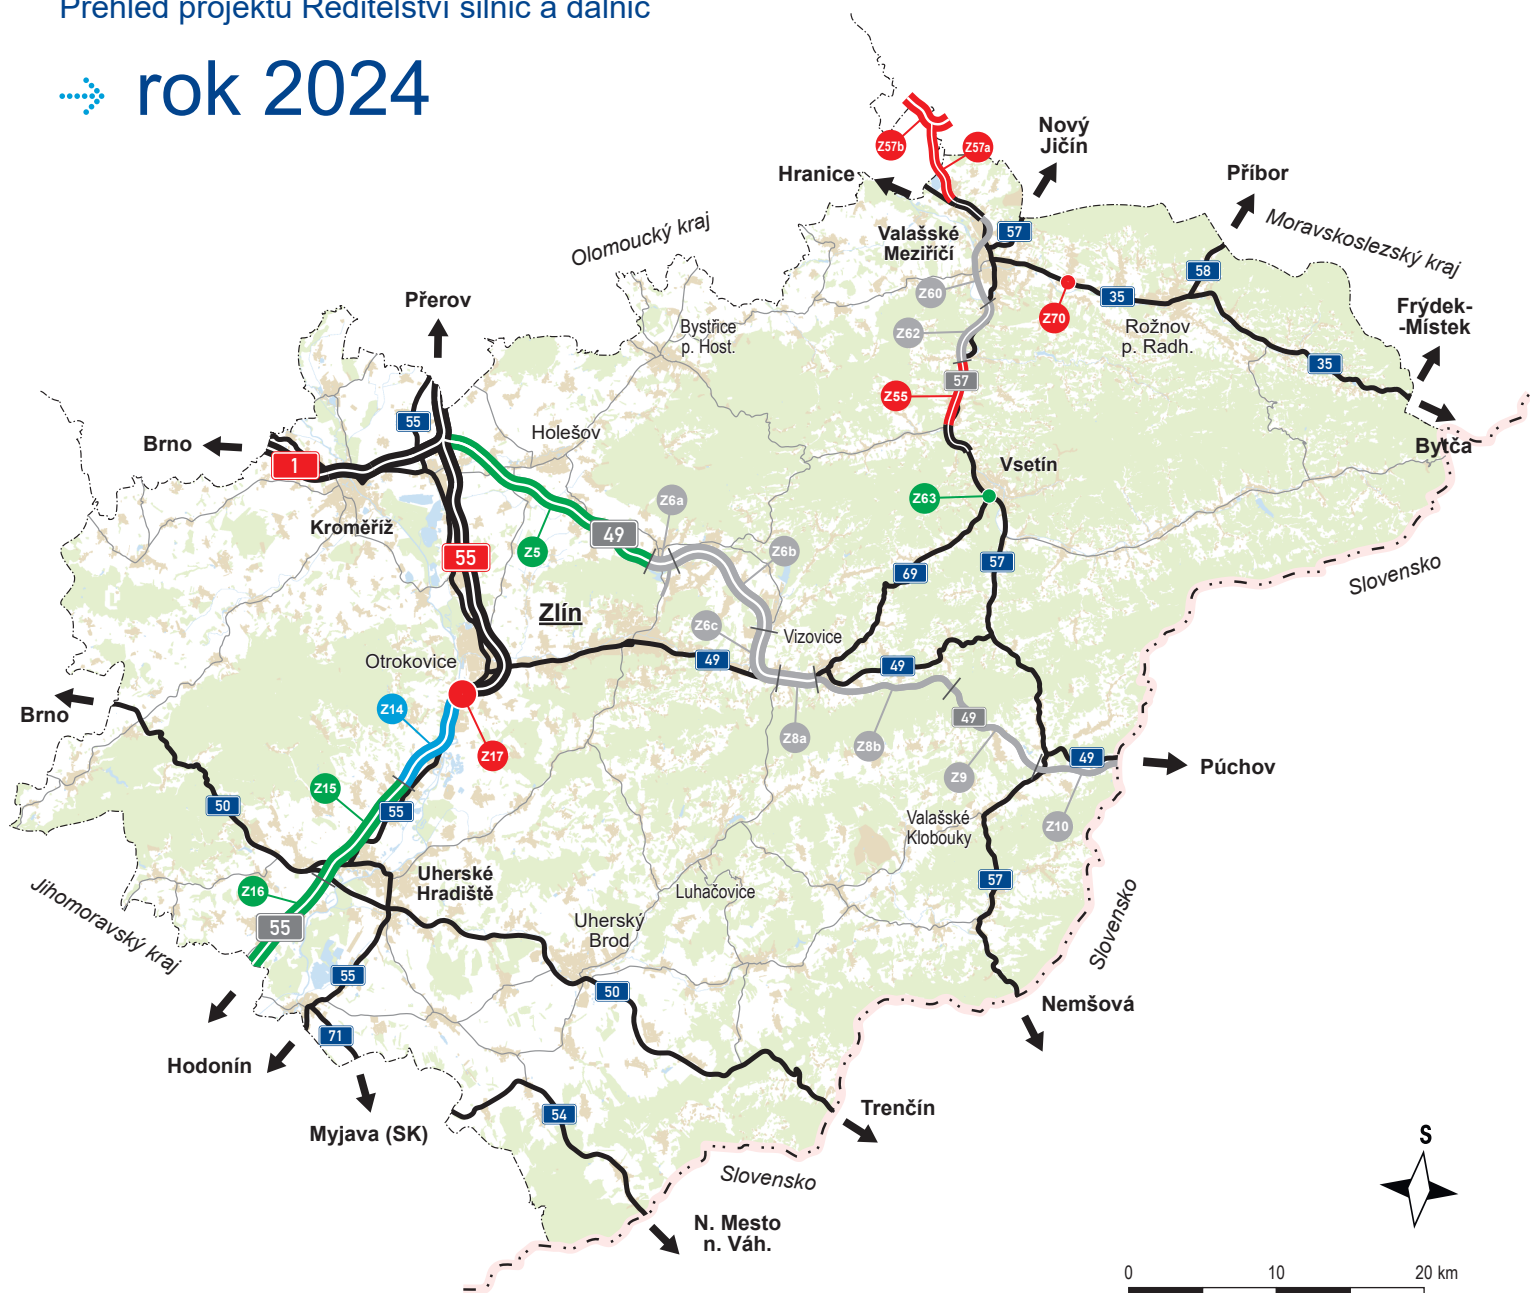 Přehled projektů Ředitelství silnic a dálnic
rok 2024
Z57b
Z57a
Nový
Jičín
Hranice
Příbor
Olomoucký kraj
Moravskoslezský kraj
Valašské
Meziříčí
57
58
Z60
35
Z70
Frýdek-
-Místek
Přerov
Bystřice
p. Host.
Z62
Rožnov
p. Radh.
35
57
Z55
55
Holešov
Brno
Bytča
1
Vsetín
Z6a
Z63
Kroměříž
49
Z5
Z6b
55
57
69
Slovensko
Zlín
Z6c
Vizovice
Otrokovice
49
49
Z14
Brno
49
Z8a
Z8b
Z17
49
Púchov
Z9
Z15
50
55
Valašské
Klobouky
Z10
Uherské
Hradiště
57
Z16
Luhačovice
Jihomoravský kraj
55
Uherský
Brod
Slovensko
55
50
Nemšová
71
Hodonín
54
Trenčín
Myjava (SK)
S
Slovensko
N. Mesto
n. Váh.
0
10
20 km